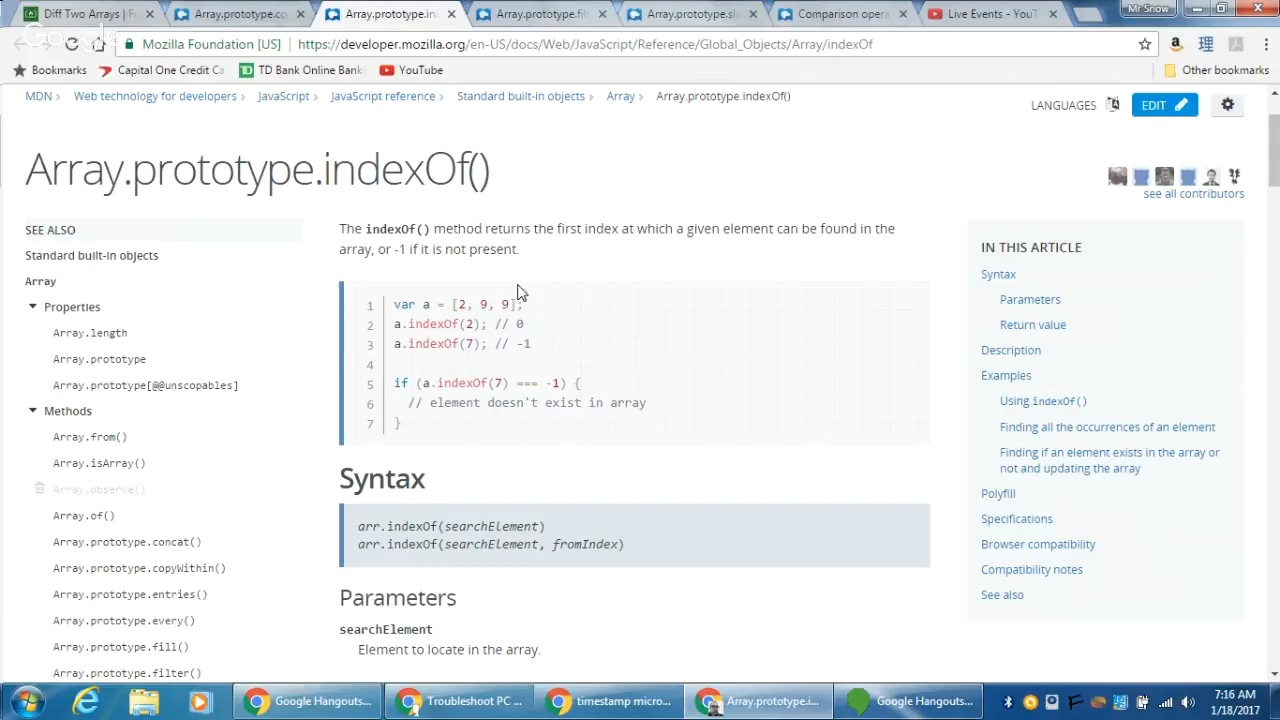 Diff Two Arrays | F
Array.prototype.co
Array.prototype.in
Array.prototype.filt
Array.prototype.
Comparison opera
Live Events - YouT
Mr Snow
Mozilla Foundation [US]
https://developer.mozilla.org/en-US/docs/Web/JavaScript/Reference/Global_Objects/Array/indexOf
Bookmarks
Capital One Credit Ca
TD Bank Online Bank
YouTube
Other bookmarks
MDN
Web technology for developers
JavaScript
JavaScript reference
Standard built-in objects
Array
Array.prototype.indexOf()
LANGUAGES
EDIT
Array.prototype.indexOf()
see all contributors
SEE ALSO
Standard built-in objects
Array
Properties
Array.length
Array.prototype
Array.prototype[@@unscopables]
Methods
Array.from()
Array.isArray()
Array.observe()
Array.of()
Array.prototype.concat()
Array.prototype.copyWithin()
Array.prototype.entries()
Array.prototype.every()
Array.prototype.fill()
Array.prototype.filter()
The indexOf() method returns the first index at which a given element can be found in the
array, or -1 if it is not present.
1 var a = [2, 9, 9];
2 a.indexOf(2); // 0
3 a.indexOf(7); // -1
4
5 if (a.indexOf(7) === -1) {
6 // element doesn't exist in array
7 }
Syntax
arr.indexOf(searchElement)
arr.indexOf(searchElement, fromIndex)
Parameters
searchElement
Element to locate in the array.
IN THIS ARTICLE
Syntax
Parameters
Return value
Description
Examples
Using indexOf()
Finding all the occurrences of an element
Finding if an element exists in the array or
not and updating the array
Polyfill
Specifications
Browser compatibility
Compatibility notes
See also
Google Hangouts...
Troubleshoot PC ...
timestamp micro...
Array.prototype.i...
Google Hangouts...
7:16 AM
1/18/2017